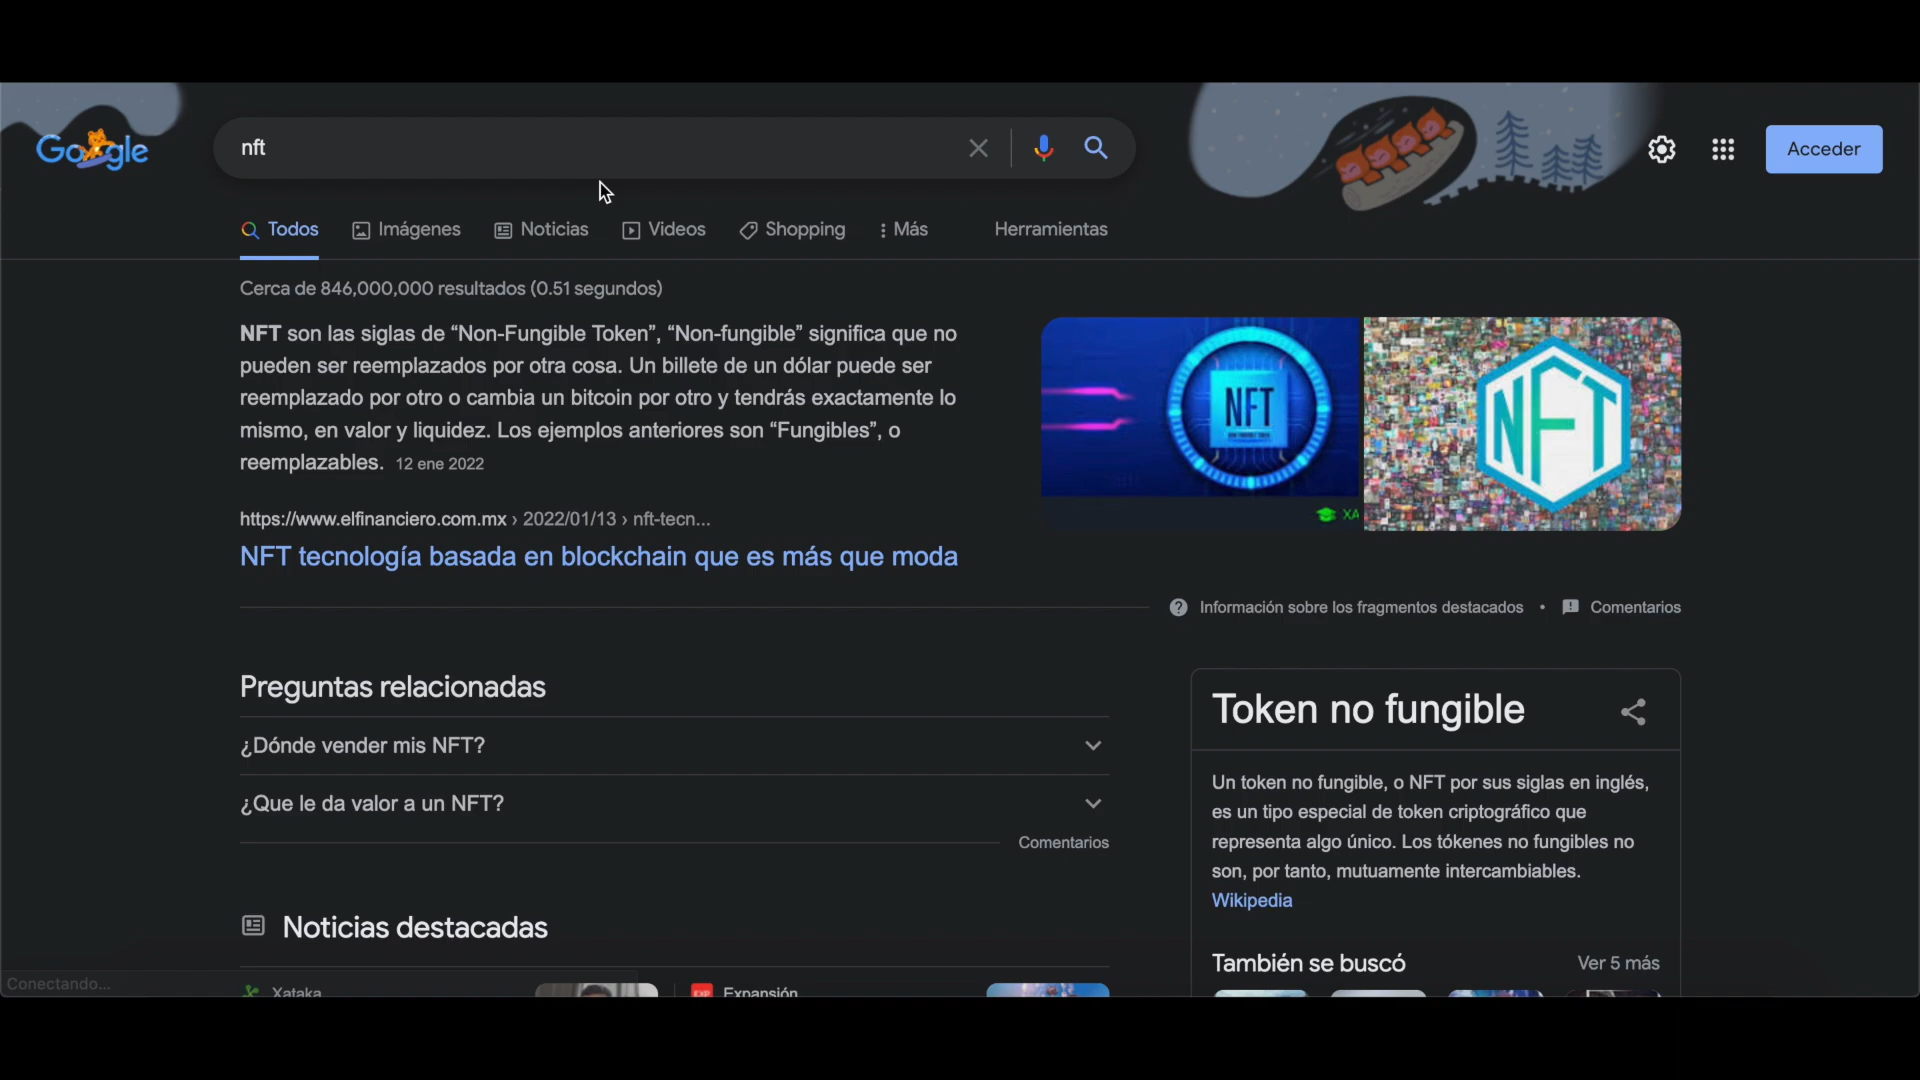 Google
nft
Acceder
Todos
Imágenes
Noticias
Videos
Shopping
Más
Herramientas
Cerca de 846,000,000 resultados (0.51 segundos)
NFT son las siglas de “Non-Fungible Token”, “Non-fungible” significa que no
pueden ser reemplazados por otra cosa. Un billete de un dólar puede ser
reemplazado por otro o cambia un bitcoin por otro y tendrás exactamente lo
mismo, en valor y liquidez. Los ejemplos anteriores son “Fungibles”, o
reemplazables. 12 ene 2022
NFT
XA
NFT
https://www.elfinanciero.com.mx › 2022/01/13 › nft-tecn...
NFT tecnología basada en blockchain que es más que moda
Información sobre los fragmentos destacados • Comentarios
Preguntas relacionadas
¿Dónde vender mis NFT?
¿Que le da valor a un NFT?
Comentarios
Token no fungible
Un token no fungible, o NFT por sus siglas en inglés,
es un tipo especial de token criptográfico que
representa algo único. Los tókenes no fungibles no
son, por tanto, mutuamente intercambiables.
Wikipedia
También se buscó
Ver 5 más
Noticias destacadas
Xataka
EXP
Expansión
Conectando...